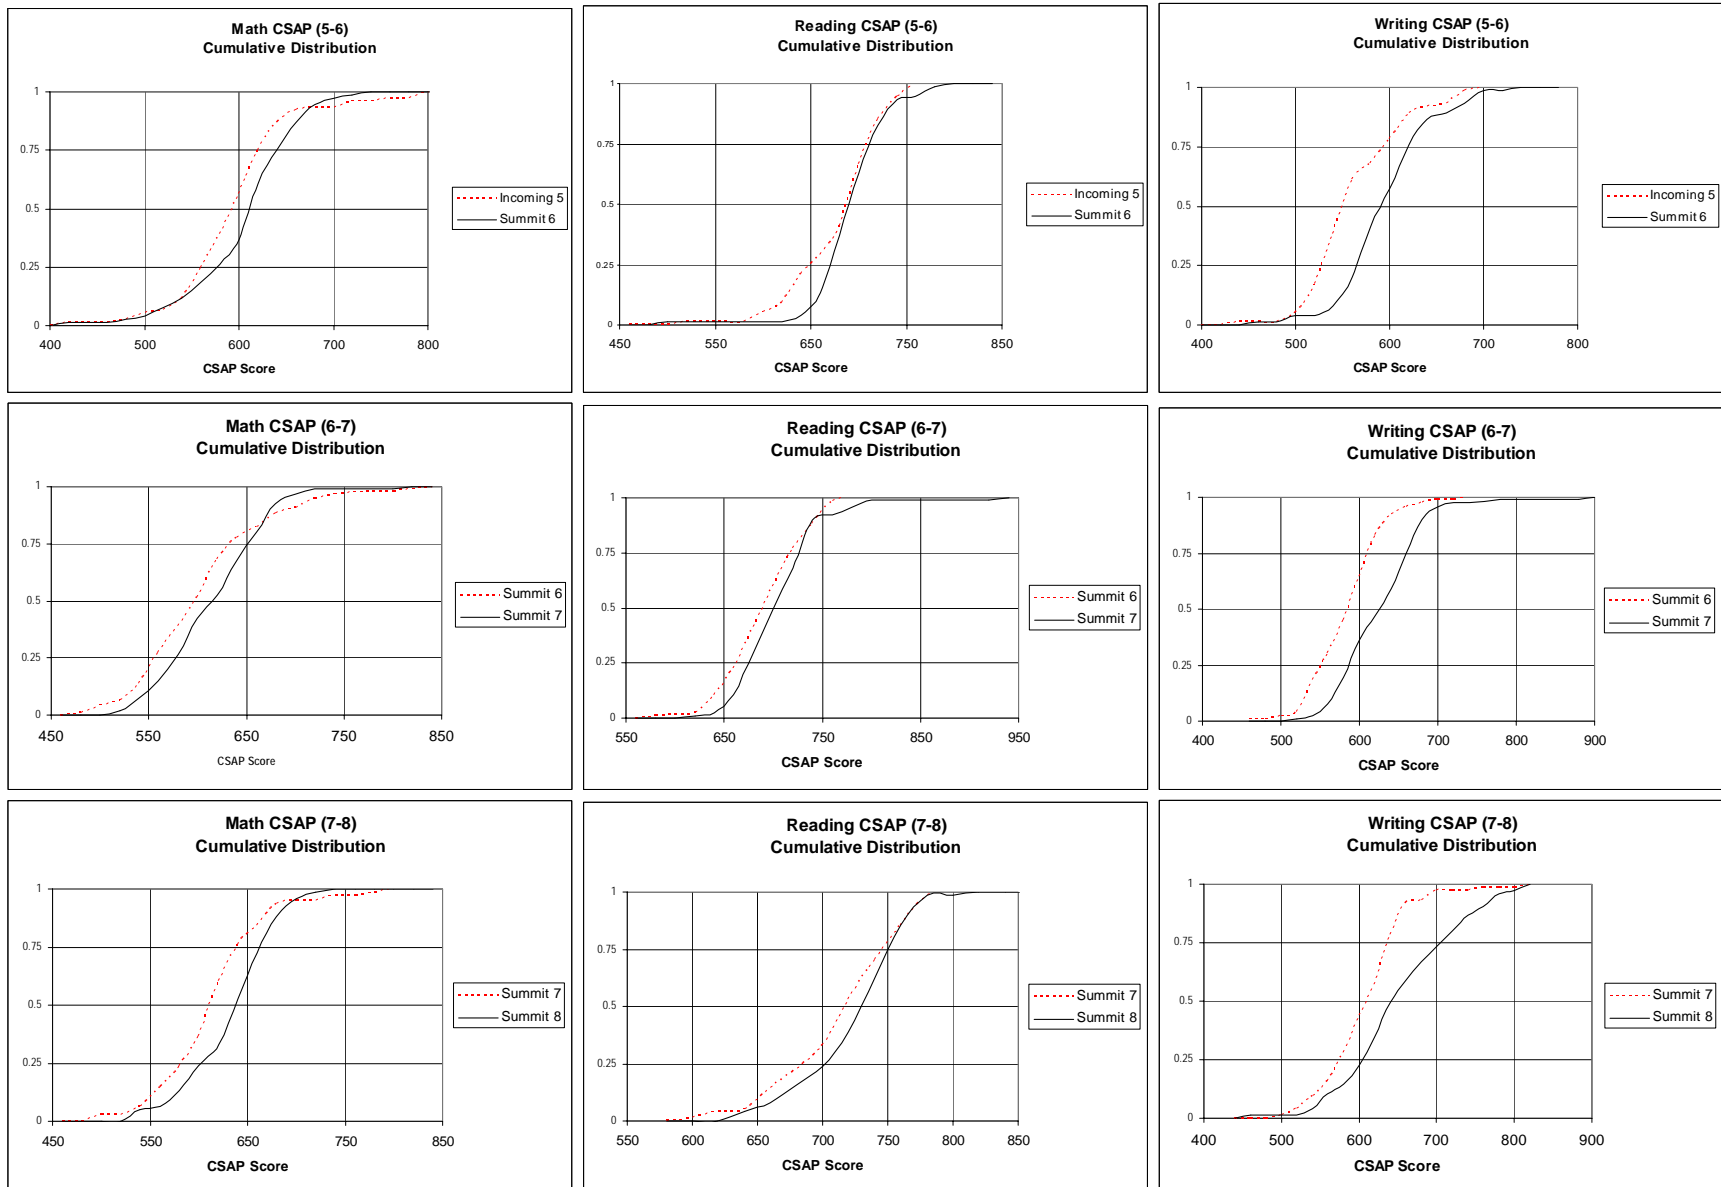 Math CSAP (5-6)
Cumulative Distribution
1
0.75
0.5
0.25
0
400 500 600 700 800
CSAP Score
Incoming 5
Summit 6
Reading CSAP (5-6)
Cumulative Distribution
1
0.75
0.5
0.25
0
450 550 650 750 850
CSAP Score
Incoming 5
Summit 6
Writing CSAP (5-6)
Cumulative Distribution
1
0.75
0.5
0.25
0
400 500 600 700 800
CSAP Score
Incoming 5
Summit 6
Math CSAP (6-7)
Cumulative Distribution
1
0.75
0.5
0.25
0
450 550 650 750 850
CSAP Score
Summit 6
Summit 7
Reading CSAP (6-7)
Cumulative Distribution
1
0.75
0.5
0.25
0
550 650 750 850 950
CSAP Score
Summit 6
Summit 7
Writing CSAP (6-7)
Cumulative Distribution
1
0.75
0.5
0.25
0
400 500 600 700 800 900
CSAP Score
Summit 6
Summit 7
Math CSAP (7-8)
Cumulative Distribution
1
0.75
0.5
0.25
0
450 550 650 750 850
CSAP Score
Summit 7
Summit 8
Reading CSAP (7-8)
Cumulative Distribution
1
0.75
0.5
0.25
0
550 600 650 700 750 800 850
CSAP Score
Summit 7
Summit 8
Writing CSAP (7-8)
Cumulative Distribution
1
0.75
0.5
0.25
0
400 500 600 700 800 900
CSAP Score
Summit 7
Summit 8